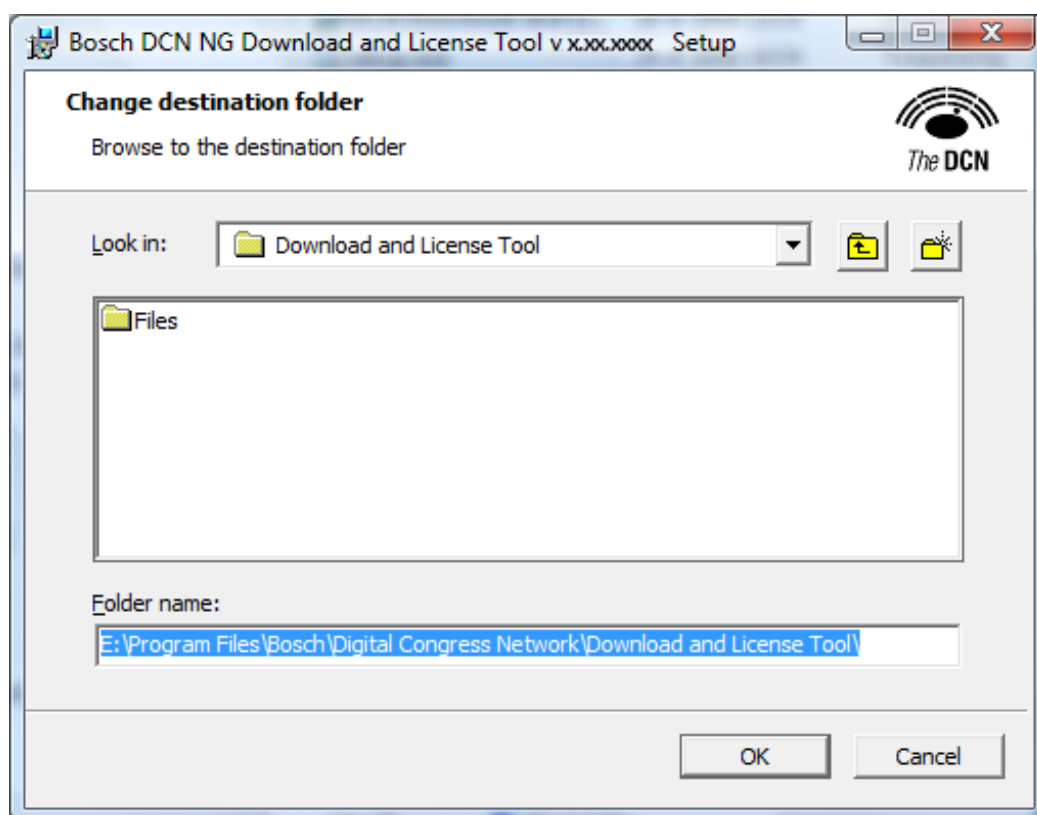 Bosch DCN NG Download and License Tool v x.xx.xxxx Setup
Change destination folder
Browse to the destination folder
The DCN
Look in:
Download and License Tool
Files
Folder name:
E:\Program Files\Bosch\Digital Congress Network\Download and License Tool\
OK
Cancel